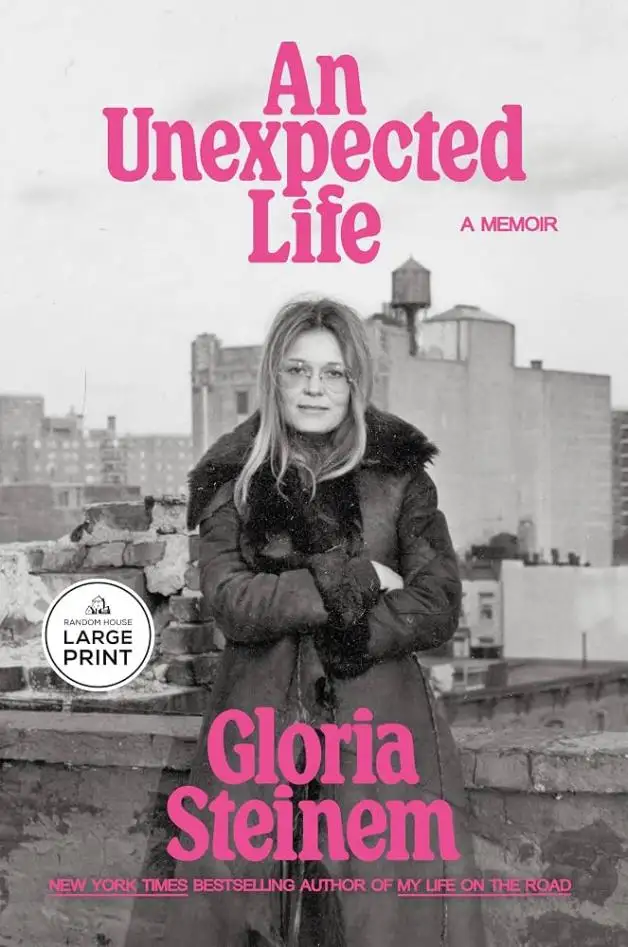 An
Unexpected
Life
A MEMOIR
RANDOM HOUSE
LARGE
PRINT
Gloria
Steinem
NEW YORK TIMES BESTSELLING AUTHOR OF MY LIFE ON THE ROAD